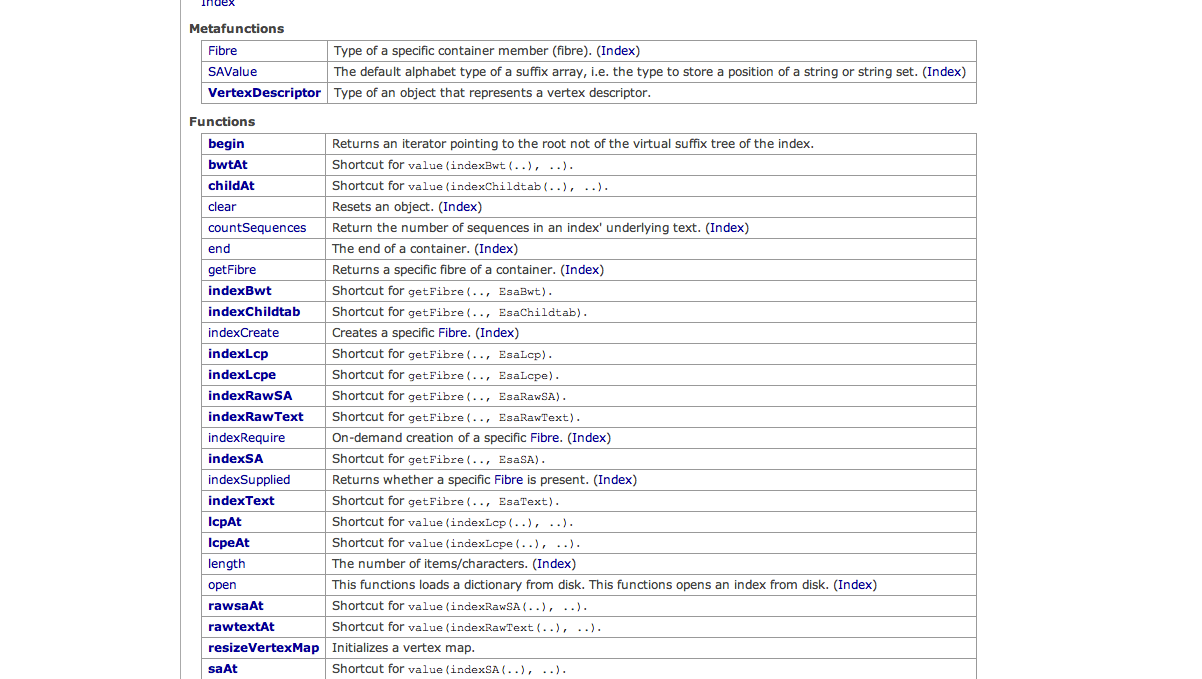 Index
Metafunctions
Fibre Type of a specific container member (fibre). (Index)
SAValue The default alphabet type of a suffix array, i.e. the type to store a position of a string or string set. (Index)
VertexDescriptor Type of an object that represents a vertex descriptor.
Functions
begin Returns an iterator pointing to the root not of the virtual suffix tree of the index.
bwtAt Shortcut for value(indexBwt(..), ..).
childAt Shortcut for value(indexChildtab(..), ..).
clear Resets an object. (Index)
countSequences Return the number of sequences in an index' underlying text. (Index)
end The end of a container. (Index)
getFibre Returns a specific fibre of a container. (Index)
indexBwt Shortcut for getFibre(.., EsaBwt).
indexChildtab Shortcut for getFibre(.., EsaChildtab).
indexCreate Creates a specific Fibre. (Index)
indexLcp Shortcut for getFibre(.., EsaLcp).
indexLcpe Shortcut for getFibre(.., EsaLcpe).
indexRawSA Shortcut for getFibre(.., EsaRawSA).
indexRawText Shortcut for getFibre(.., EsaRawText).
indexRequire On-demand creation of a specific Fibre. (Index)
indexSA Shortcut for getFibre(.., EsaSA).
indexSupplied Returns whether a specific Fibre is present. (Index)
indexText Shortcut for getFibre(.., EsaText).
lcpAt Shortcut for value(indexLcp(..), ..).
lcpeAt Shortcut for value(indexLcpe(..), ..).
length The number of items/characters. (Index)
open This functions loads a dictionary from disk. This functions opens an index from disk. (Index)
rawsaAt Shortcut for value(indexRawSA(..), ..).
rawtextAt Shortcut for value(indexRawText(..), ..).
resizeVertexMap Initializes a vertex map.
saAt Shortcut for value(indexSA(..), ..).